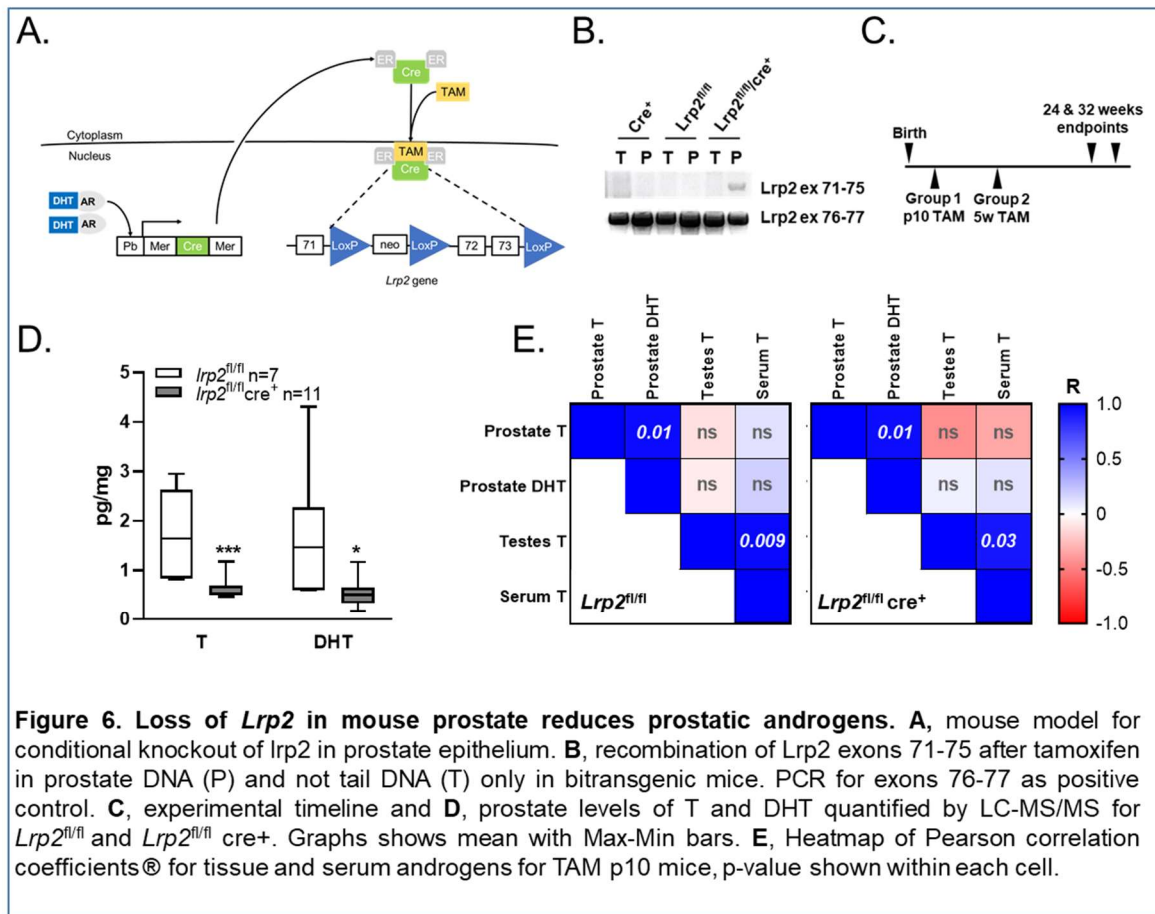 A.
ER
ER
Cre
TAM
Cytoplasm
Nucleus
TAM
ER
ER
Cre
DHT AR
DHT AR
Pb Mer Cre Mer
71 LoxP neo LoxP 72 73 LoxP
Lrp2 gene
B.
Cre+ Lrp2fl/fl Lrp2fl/fl/cre+
T P T P T P
Lrp2 ex 71-75
Lrp2 ex 76-77
C.
24 & 32 weeks
endpoints
Birth
Group 1
p10 TAM
Group 2
5w TAM
D.
lrp2fl/fl n=7
lrp2fl/flcre+ n=11
pg/mg
5
4
3
2
1
0
***
*
T DHT
E.
Prostate T Prostate DHT Testes T Serum T
Prostate T Prostate DHT Testes T Serum T
R
Prostate T 0.01 ns ns 0.01 ns ns
Prostate DHT ns ns ns ns
Testes T 0.009 0.03
Serum T
Lrp2fl/fl
Lrp2fl/fl cre+
1.0
0.5
0
-0.5
-1.0
Figure 6. Loss of Lrp2 in mouse prostate reduces prostatic androgens. A, mouse model for
conditional knockout of lrp2 in prostate epithelium. B, recombination of Lrp2 exons 71-75 after tamoxifen
in prostate DNA (P) and not tail DNA (T) only in bitransgenic mice. PCR for exons 76-77 as positive
control. C, experimental timeline and D, prostate levels of T and DHT quantified by LC-MS/MS for
Lrp2fl/fl and Lrp2fl/fl cre+. Graphs shows mean with Max-Min bars. E, Heatmap of Pearson correlation
coefficients® for tissue and serum androgens for TAM p10 mice, p-value shown within each cell.